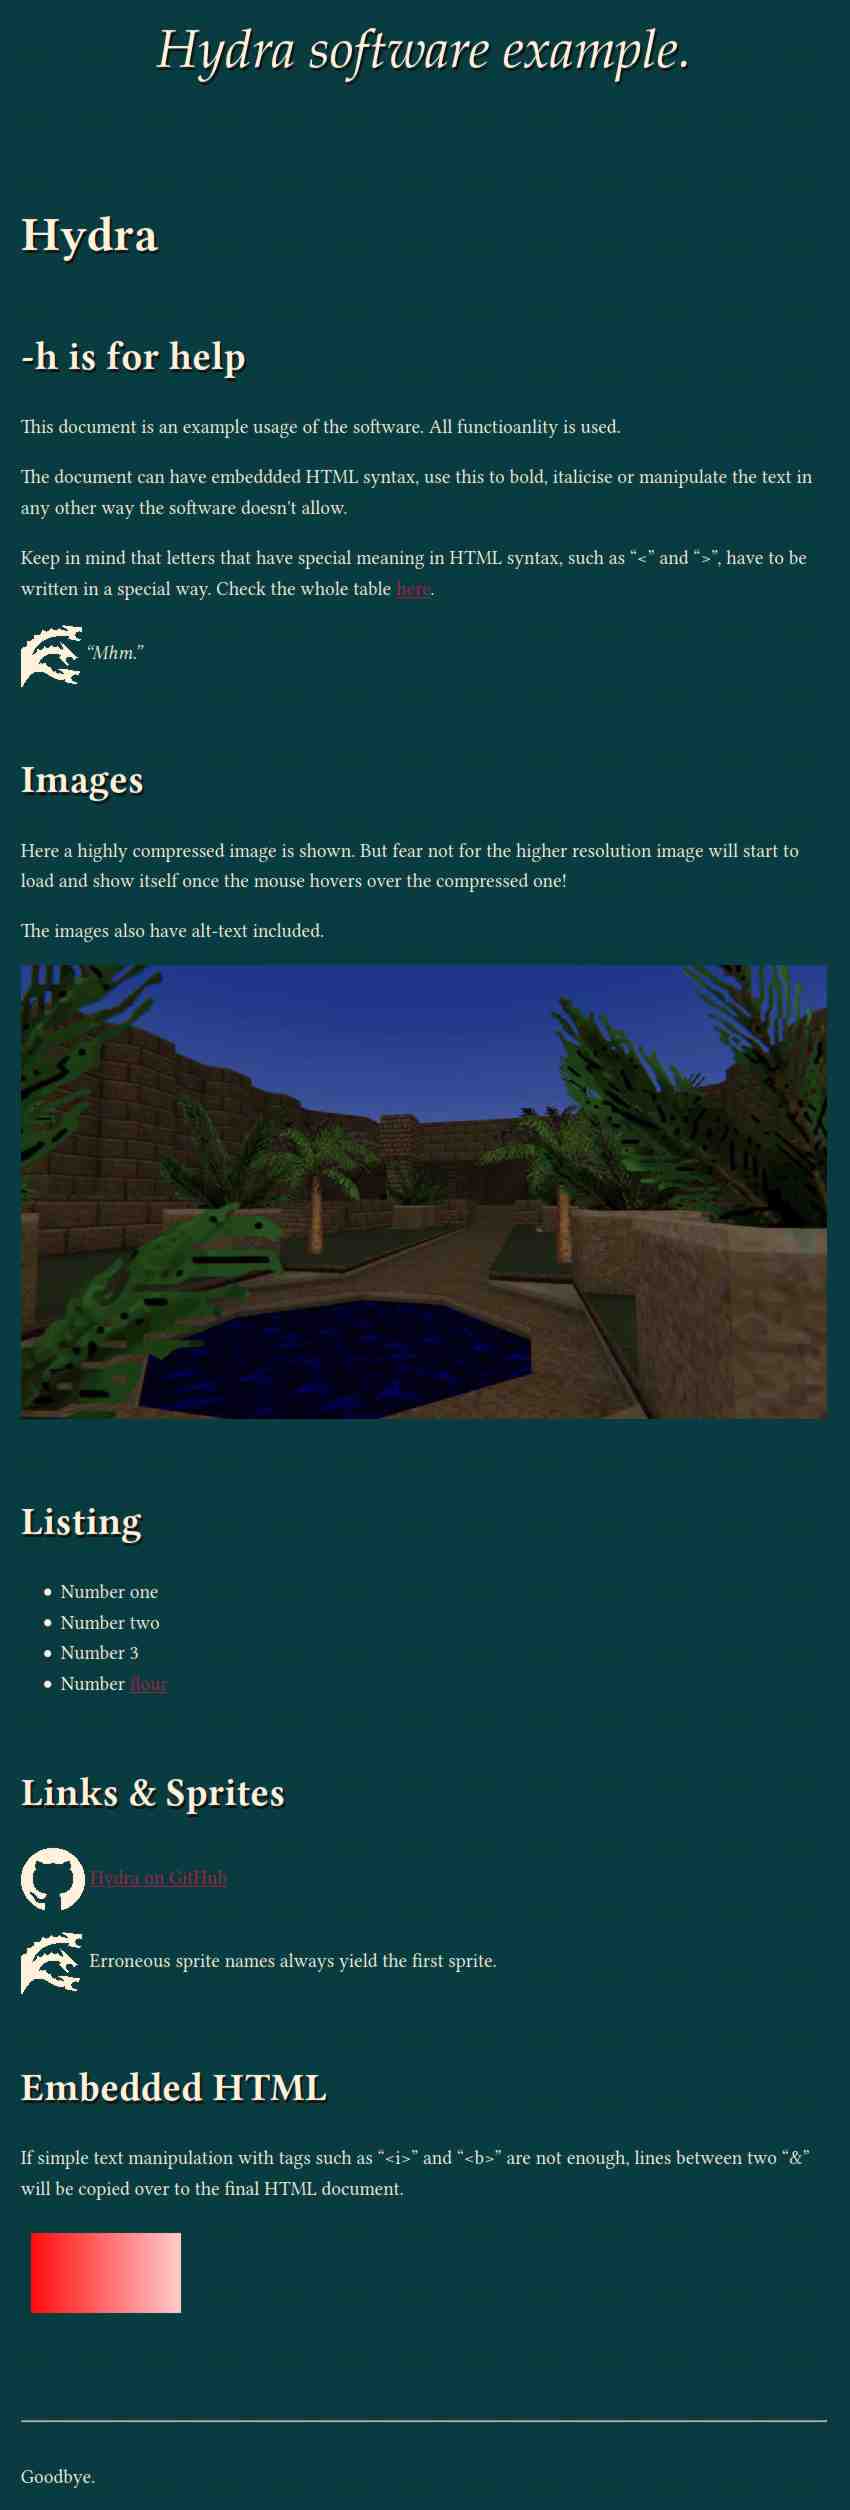 Hydra software example.
Hydra
-h is for help
This document is an example usage of the software. All functioanlity is used.
The document can have embeddded HTML syntax, use this to bold, italicise or manipulate the text in
any other way the software doesn't allow.
Keep in mind that letters that have special meaning in HTML syntax, such as “<” and “>”, have to be
written in a special way. Check the whole table here.
“Mhm.”
Images
Here a highly compressed image is shown. But fear not for the higher resolution image will start to
load and show itself once the mouse hovers over the compressed one!
The images also have alt-text included.
Listing
• Number one
• Number two
• Number 3
• Number flour
Links & Sprites
Hydra on GitHub
Erroneous sprite names always yield the first sprite.
Embedded HTML
If simple text manipulation with tags such as “<i>” and “<b>” are not enough, lines between two “&”
will be copied over to the final HTML document.
Goodbye.